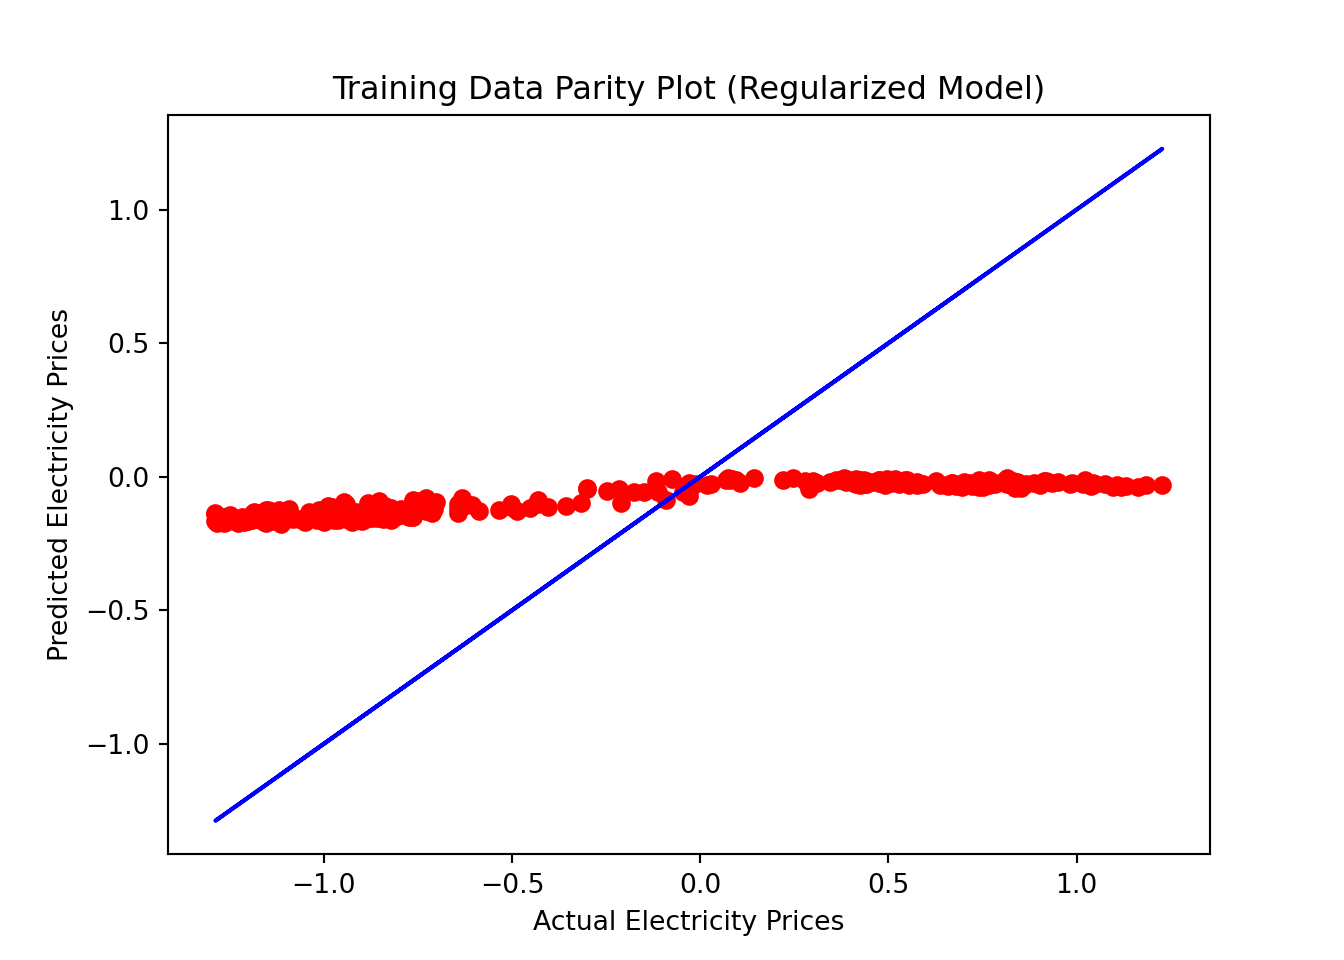 Training Data Parity Plot (Regularized Model)
1.0
0.5
0.0
−0.5
−1.0
Predicted Electricity Prices
−1.0 −0.5 0.0 0.5 1.0
Actual Electricity Prices